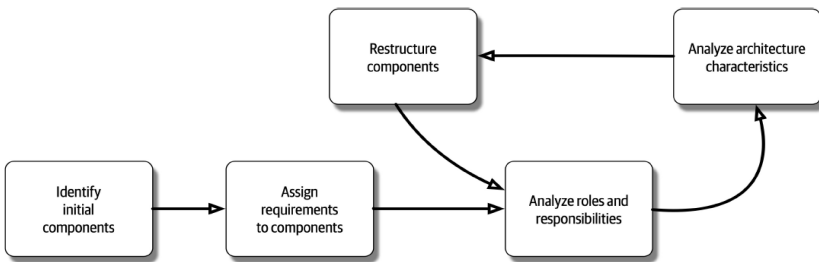 Restructure
components
Analyze architecture
characteristics
Identify
initial
components
Assign
requirements
to components
Analyze roles and
responsibilities